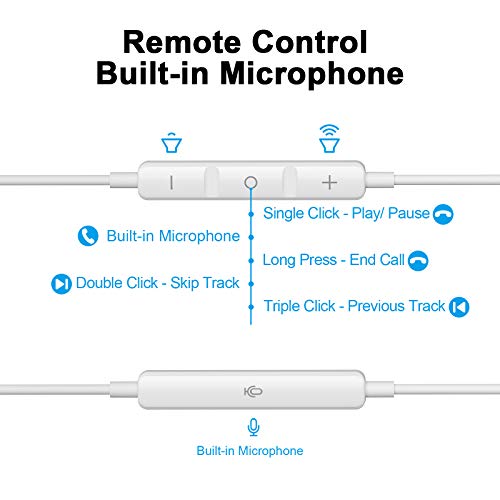 Remote Control
Built-in Microphone
Single Click - Play/ Pause
Built-in Microphone
Long Press - End Call
Double Click - Skip Track
Triple Click - Previous Track
Built-in Microphone